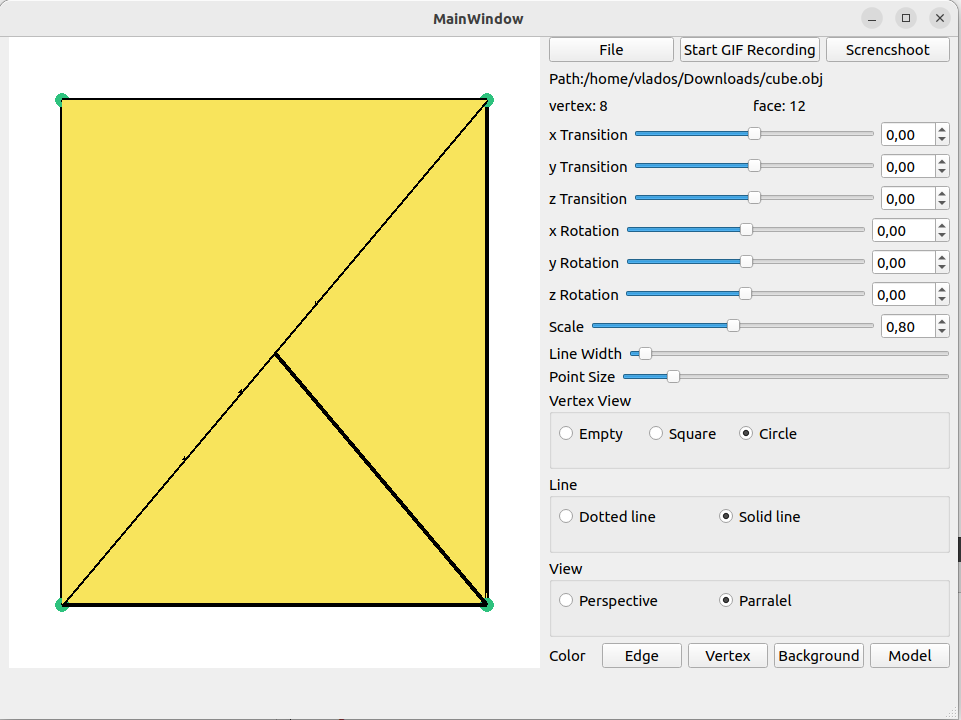 MainWindow
File Start GIF Recording Screncshoot
Path:/home/vlados/Downloads/cube.obj
vertex: 8 face: 12
x Transition 0,00
y Transition 0,00
z Transition 0,00
x Rotation 0,00
y Rotation 0,00
z Rotation 0,00
Scale 0,80
Line Width
Point Size
Vertex View
Empty Square Circle
Line
Dotted line Solid line
View
Perspective Parralel
Color Edge Vertex Background Model